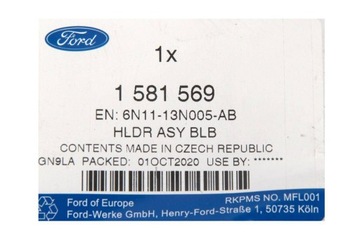 Ford
1x
1 581 569
EN: 6N11-13N005-AB
HLDR ASY BLB
CONTENTS MADE IN CZECH REPUBLIC
GN9LA PACKED: 01OCT2020 USE BY:*******
RKPMS NO. MFL001
Ford of Europe
Ford-Werke GmbH, Henry-Ford-Straße 1, 50735 Köln